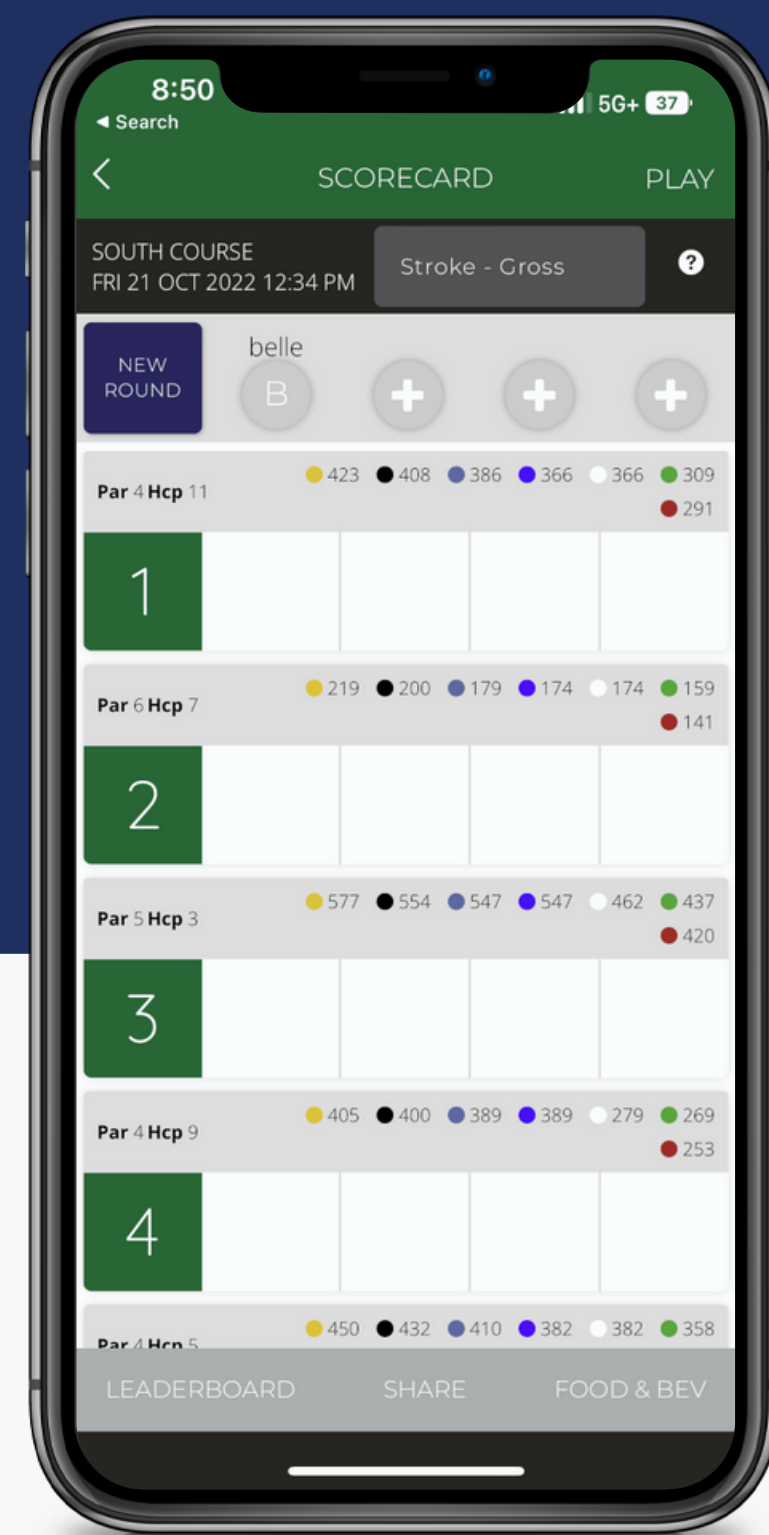 8:50
◄ Search
5G+ 37
SCORECARD
PLAY
SOUTH COURSE
FRI 21 OCT 2022 12:34 PM
Stroke - Gross
?
NEW
ROUND
belle
B
+ + +
Par 4 Hcp 11
423 408 386 366 366 309
291
1
Par 6 Hcp 7
219 200 179 174 174 159
141
2
Par 5 Hcp 3
577 554 547 547 462 437
420
3
Par 4 Hcp 9
405 400 389 389 279 269
253
4
Par 4 Hcp 5
450 432 410 382 382 358
LEADERBOARD
SHARE
FOOD & BEV